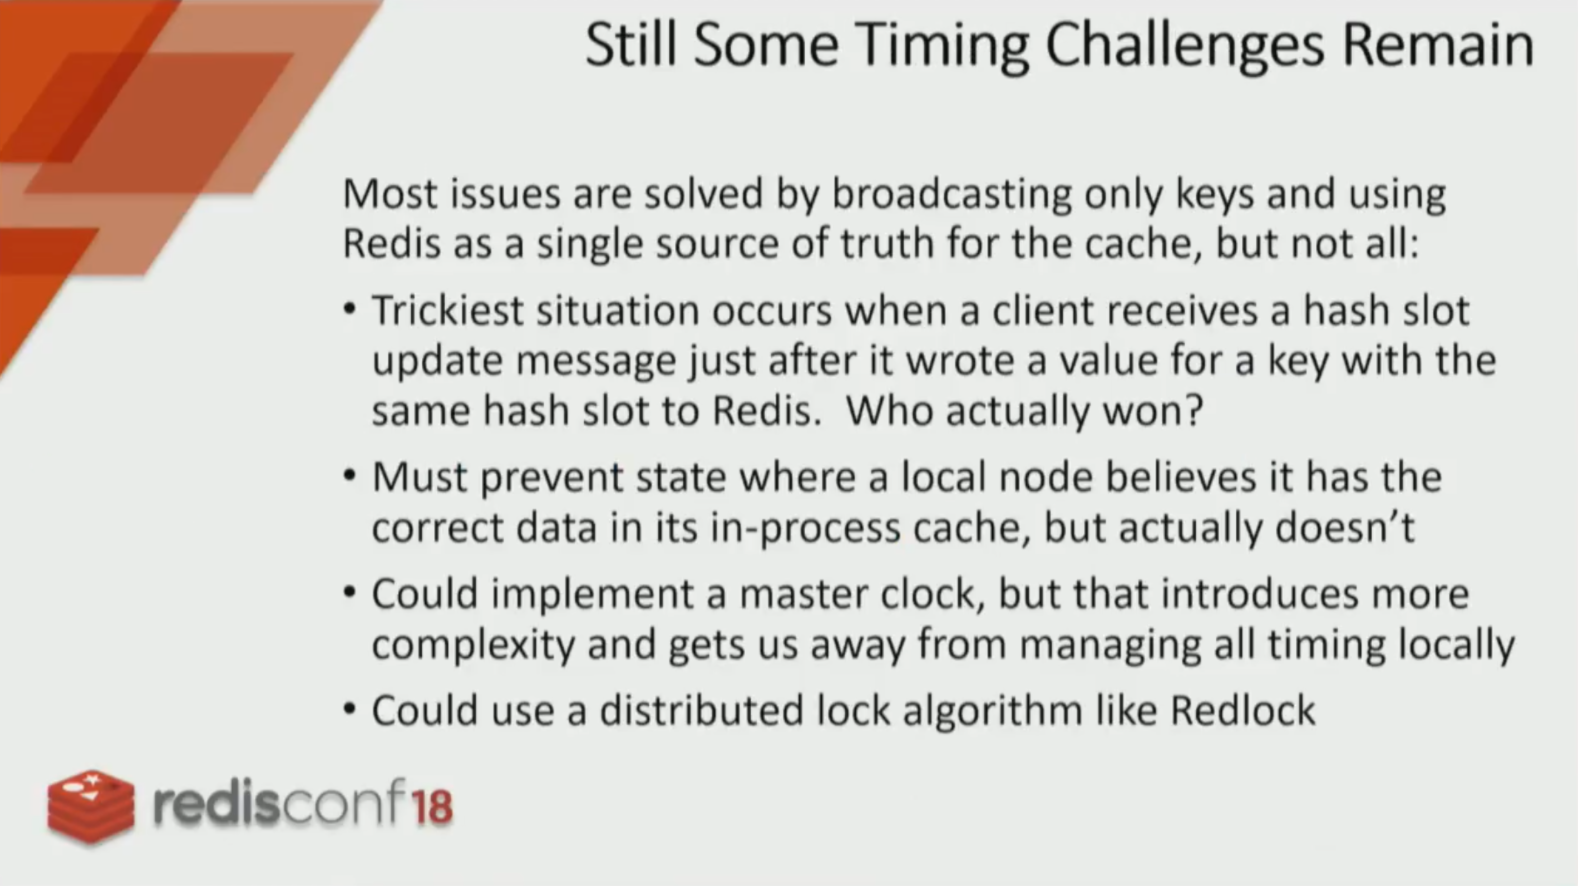 Still Some Timing Challenges Remain
Most issues are solved by broadcasting only keys and using
Redis as a single source of truth for the cache, but not all:
• Trickiest situation occurs when a client receives a hash slot
update message just after it wrote a value for a key with the
same hash slot to Redis.  Who actually won?
• Must prevent state where a local node believes it has the
correct data in its in-process cache, but actually doesn’t
• Could implement a master clock, but that introduces more
complexity and gets us away from managing all timing locally
• Could use a distributed lock algorithm like Redlock
redisconf18